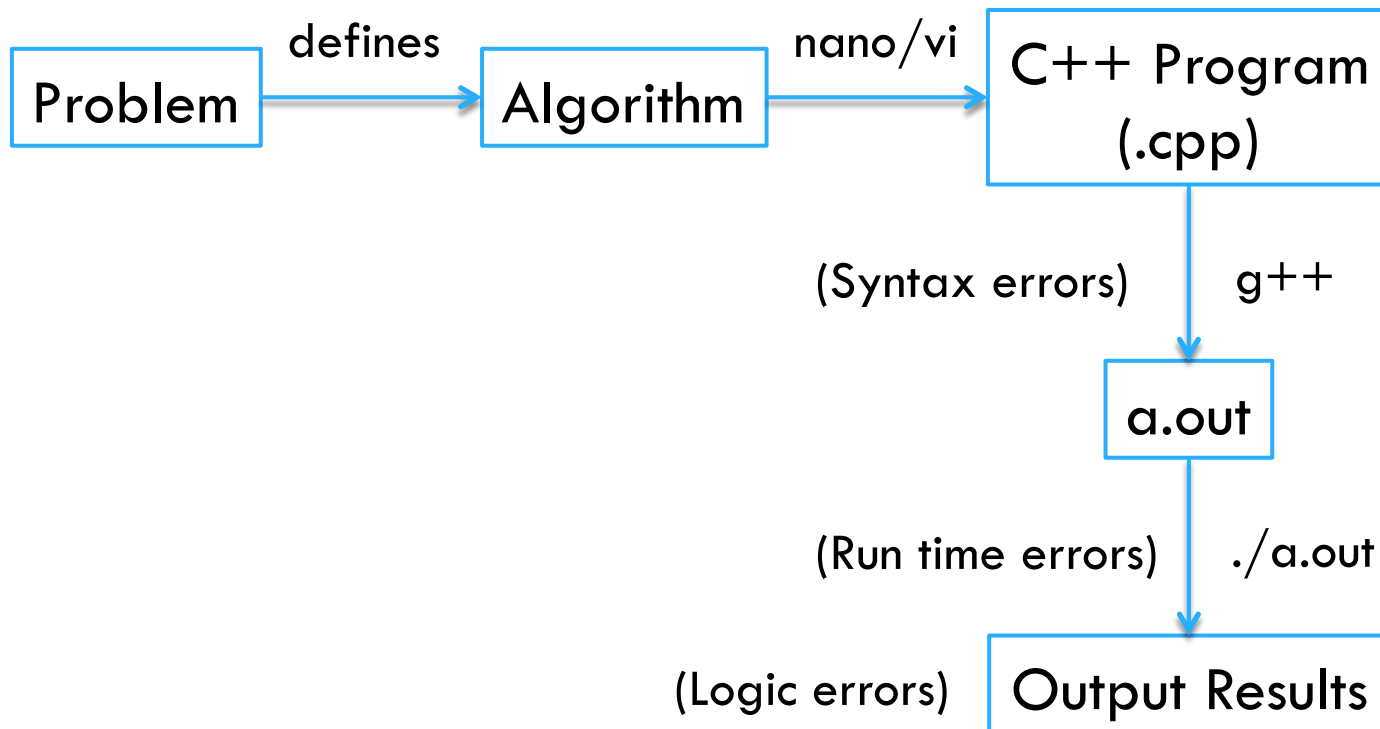 defines
nano/vi
Problem
Algorithm
C++ Program
(.cpp)
(Syntax errors)
g++
a.out
(Run time errors)
./a.out
(Logic errors)
Output Results